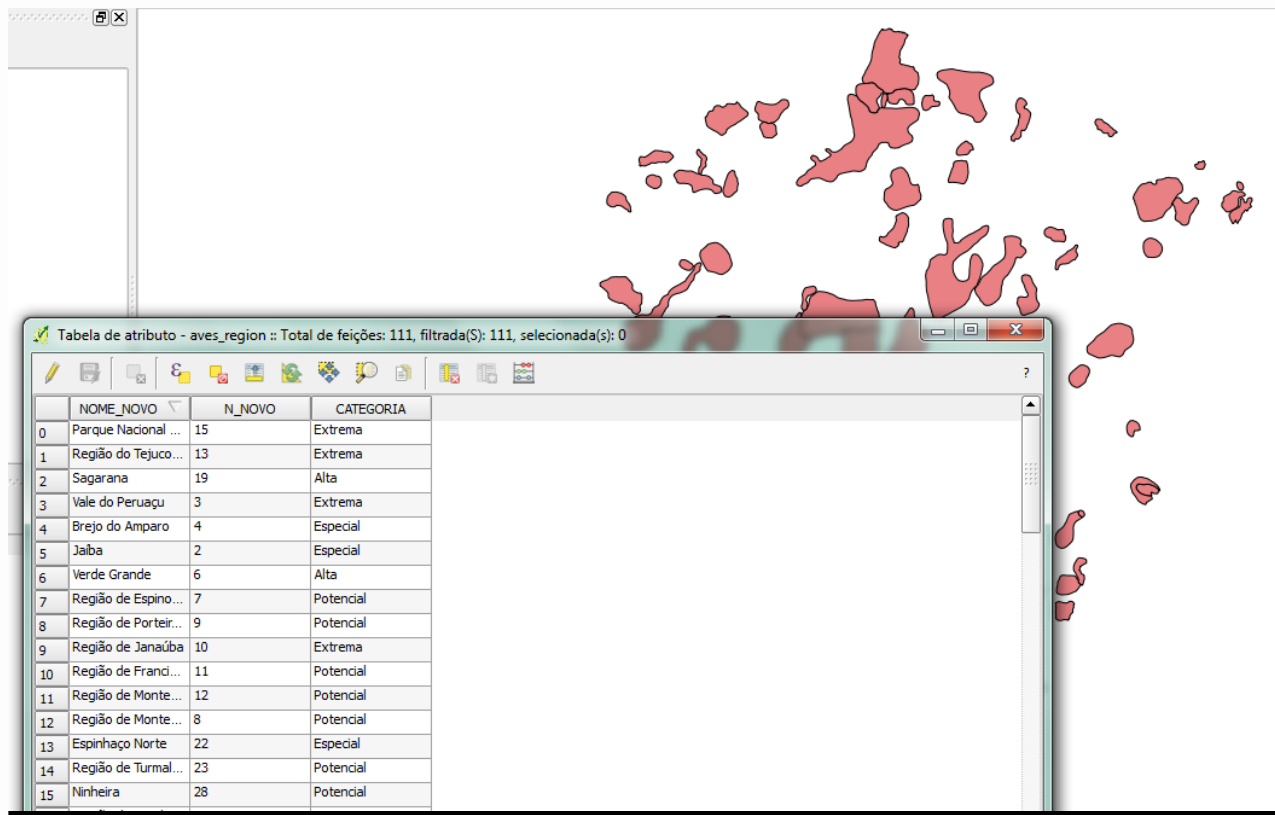 Tabela de atributo - aves_region :: Total de feições: 111, filtrada(S): 111, selecionada(s): 0
?
NOME_NOVO N_NOVO CATEGORIA
0 Parque Nacional ... 15 Extrema
1 Região do Tejuco... 13 Extrema
2 Sagarana 19 Alta
3 Vale do Peruaçu 3 Extrema
4 Brejo do Amparo 4 Especial
5 Jaíba 2 Especial
6 Verde Grande 6 Alta
7 Região de Espino... 7 Potencial
8 Região de Porteir... 9 Potencial
9 Região de Janaúba 10 Extrema
10 Região de Franci... 11 Potencial
11 Região de Monte... 12 Potencial
12 Região de Monte... 8 Potencial
13 Espinhaço Norte 22 Especial
14 Região de Turmal... 23 Potencial
15 Ninheira 28 Potencial